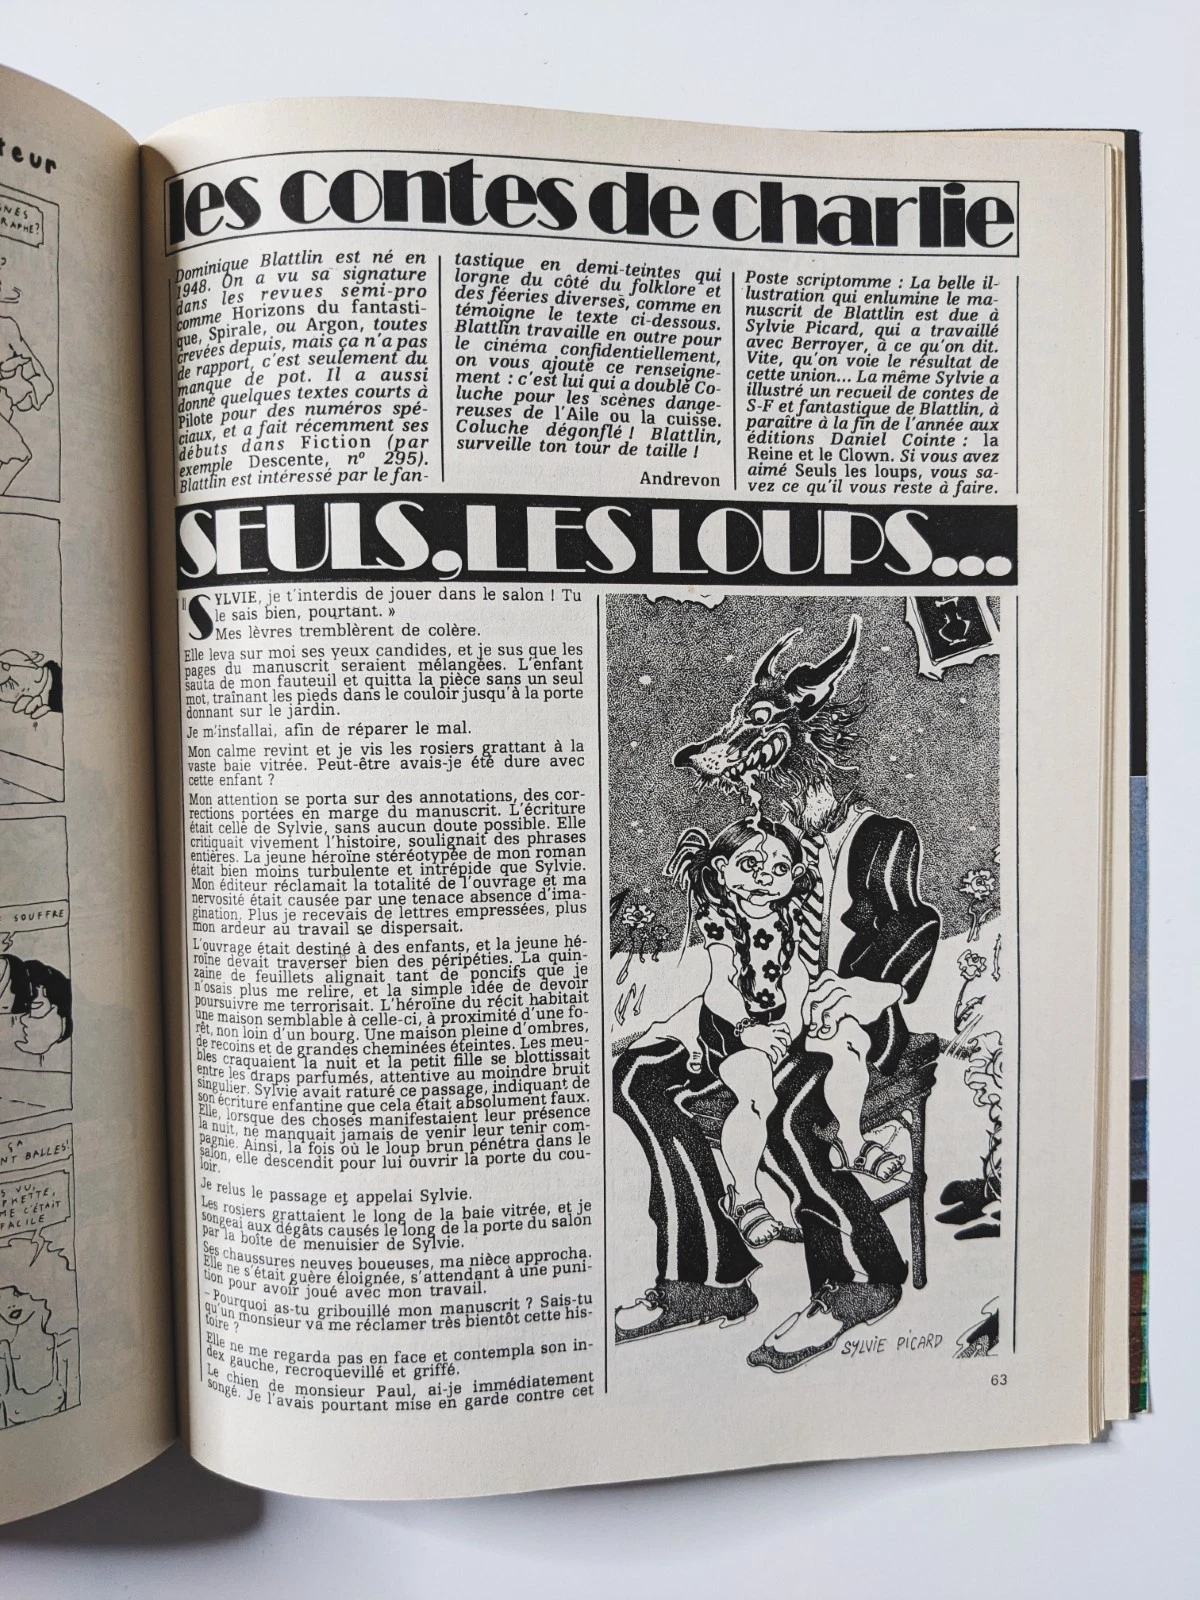 teur
GNES
RAPHE?
SOUFFRE
ÇA
NT BALLES!
S VU,
PHETTE,
ME C'ÉTAIT
FACILE
les contes de charlie
Dominique Blattlin est né en
1948. On a vu sa signature
dans les revues semi-pro
comme Horizons du fantasti-
que, Spirale, ou Argon, toutes
crevées depuis, mais ça n'a pas
de rapport, c'est seulement du
manque de pot. Il a aussi
donné quelques textes courts à
Pilote pour des numéros spé-
ciaux, et a fait récemment ses
débuts dans Fiction (par
exemple Descente, nº 295).
Blattlin est intéressé par le fan-
tastique en demi-teintes qui
lorgne du côté du folklore et
des féeries diverses, comme en
témoigne le texte ci-dessous.
Blattlin travaille en outre pour
le cinéma confidentiellement,
on vous ajoute ce renseigne-
ment : c'est lui qui a doublé Co-
luche pour les scènes dange-
reuses de l'Aile ou la cuisse.
Coluche dégonflé ! Blattlin,
surveille ton tour de taille !
Andrevon
Poste scriptomme : La belle il-
lustration qui enlumine le ma-
nuscrit de Blattlin est due à
Sylvie Picard, qui a travaillé
avec Berroyer, à ce qu'on dit.
Vite, qu'on voie le résultat de
cette union... La même Sylvie a
illustré un recueil de contes de
S-F et fantastique de Blattlin, à
paraître à la fin de l'année aux
éditions Daniel Cointe : la
Reine et le Clown. Si vous avez
aimé Seuls les loups, vous sa-
vez ce qu'il vous reste à faire.
SEULS, LES LOUPS...
"SYLVIE, je t'interdis de jouer dans le salon ! Tu
le sais bien, pourtant. »
Mes lèvres tremblèrent de colère.
Elle leva sur moi ses yeux candides, et je sus que les
pages du manuscrit seraient mélangées. L'enfant
sauta de mon fauteuil et quitta la pièce sans un seul
mot, traînant les pieds dans le couloir jusqu'à la porte
donnant sur le jardin.
Je m'installai, afin de réparer le mal.
Mon calme revint et je vis les rosiers grattant à la
vaste baie vitrée. Peut-être avais-je été dure avec
cette enfant ?
Mon attention se porta sur des annotations, des cor-
rections portées en marge du manuscrit. L'écriture
était celle de Sylvie, sans aucun doute possible. Elle
critiquait vivement l'histoire, soulignait des phrases
entières. La jeune héroïne stéréotypée de mon roman
était bien moins turbulente et intrépide que Sylvie.
Mon éditeur réclamait la totalité de l'ouvrage et ma
nervosité était causée par une tenace absence d'ima-
gination. Plus je recevais de lettres empressées, plus
mon ardeur au travail se dispersait.
L'ouvrage était destiné à des enfants, et la jeune hé-
roïne devait traverser bien des péripéties. La quin-
zaine de feuillets alignait tant de poncifs que je
n'osais plus me relire, et la simple idée de devoir
poursuivre me terrorisait. L'héroïne du récit habitait
une maison semblable à celle-ci, à proximité d'une fo-
rêt, non loin d'un bourg. Une maison pleine d'ombres,
de recoins et de grandes cheminées éteintes. Les meu-
bles craquaient la nuit et la petit fille se blottissait
entre les draps parfumés, attentive au moindre bruit
singulier. Sylvie avait raturé ce passage, indiquant de
son écriture enfantine que cela était absolument faux.
Elle, lorsque des choses manifestaient leur présence
la nuit, ne manquait jamais de venir leur tenir com-
pagnie. Ainsi, la fois où le loup brun pénétra dans le
salon, elle descendit pour lui ouvrir la porte du cou-
loir.
Je relus le passage et appelai Sylvie.
Les rosiers grattaient le long de la baie vitrée, et je
songeai aux dégâts causés le long de la porte du salon
par la boîte de menuisier de Sylvie.
Ses chaussures neuves boueuses, ma nièce approcha.
Elle ne s'était guère éloignée, s'attendant à une puni-
tion pour avoir joué avec mon travail.
– Pourquoi as-tu gribouillé mon manuscrit ? Sais-tu
qu'un monsieur va me réclamer très bientôt cette his-
toire ?
Elle ne me regarda pas en face et contempla son in-
dex gauche, recroquevillé et griffé.
Le chien de monsieur Paul, ai-je immédiatement
songé. Je l'avais pourtant mise en garde contre cet
SYLVIE PICARD
63